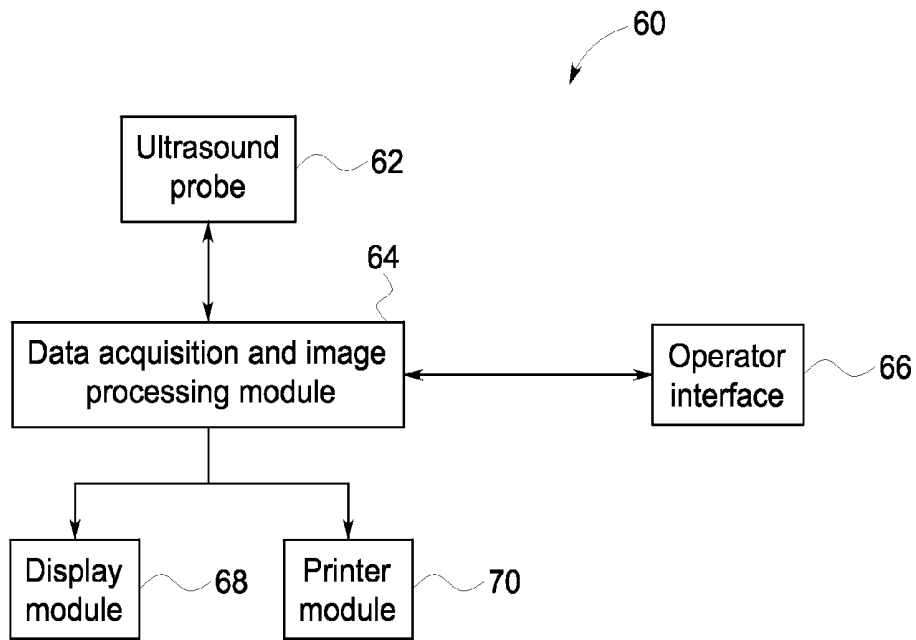 60
Ultrasound
probe
62
64
Data acquisition and image
processing module
Operator
interface
66
Display
module
68
Printer
module
70